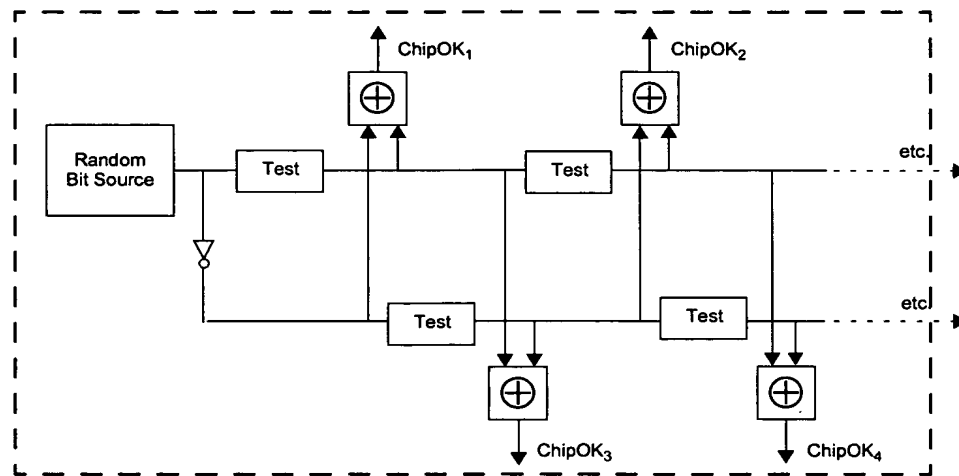 ChipOK1
ChipOK2
Random
Bit Source
Test
Test
etc.
Test
Test
etc
ChipOK3
ChipOK4